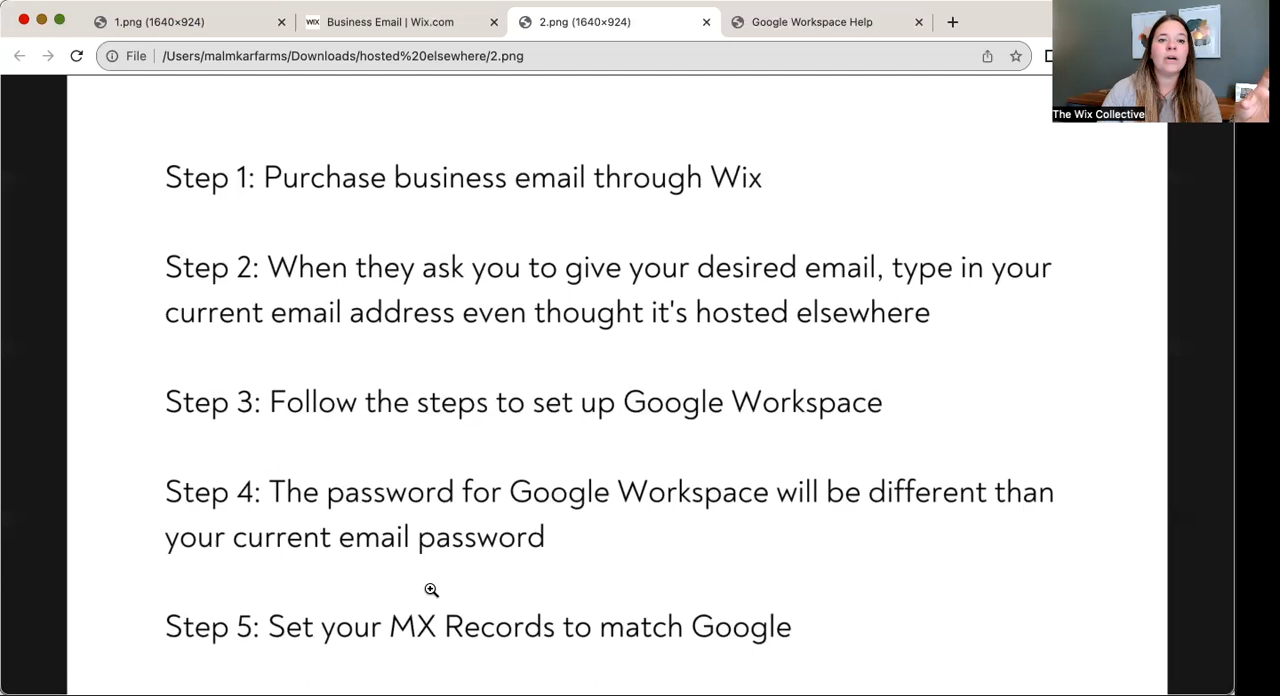 1.png (1640×924)
WIX Business Email | Wix.com
2.png (1640×924)
Google Workspace Help
File /Users/malmkarfarms/Downloads/hosted%20elsewhere/2.png
The Wix Collective
Step 1: Purchase business email through Wix
Step 2: When they ask you to give your desired email, type in your
current email address even thought it's hosted elsewhere
Step 3: Follow the steps to set up Google Workspace
Step 4: The password for Google Workspace will be different than
your current email password
Step 5: Set your MX Records to match Google